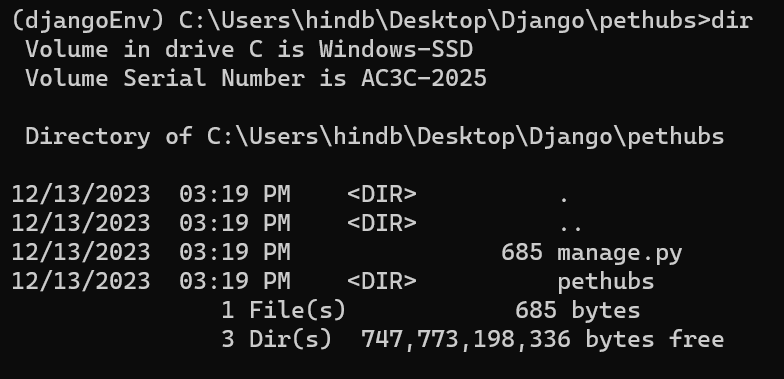 (djangoEnv) C:\Users\hindb\Desktop\Django\pethubs>dir
Volume in drive C is Windows-SSD
Volume Serial Number is AC3C-2025
Directory of C:\Users\hindb\Desktop\Django\pethubs
12/13/2023  03:19 PM    <DIR>          .
12/13/2023  03:19 PM    <DIR>          ..
12/13/2023  03:19 PM               685 manage.py
12/13/2023  03:19 PM    <DIR>          pethubs
1 File(s)            685 bytes
3 Dir(s)  747,773,198,336 bytes free